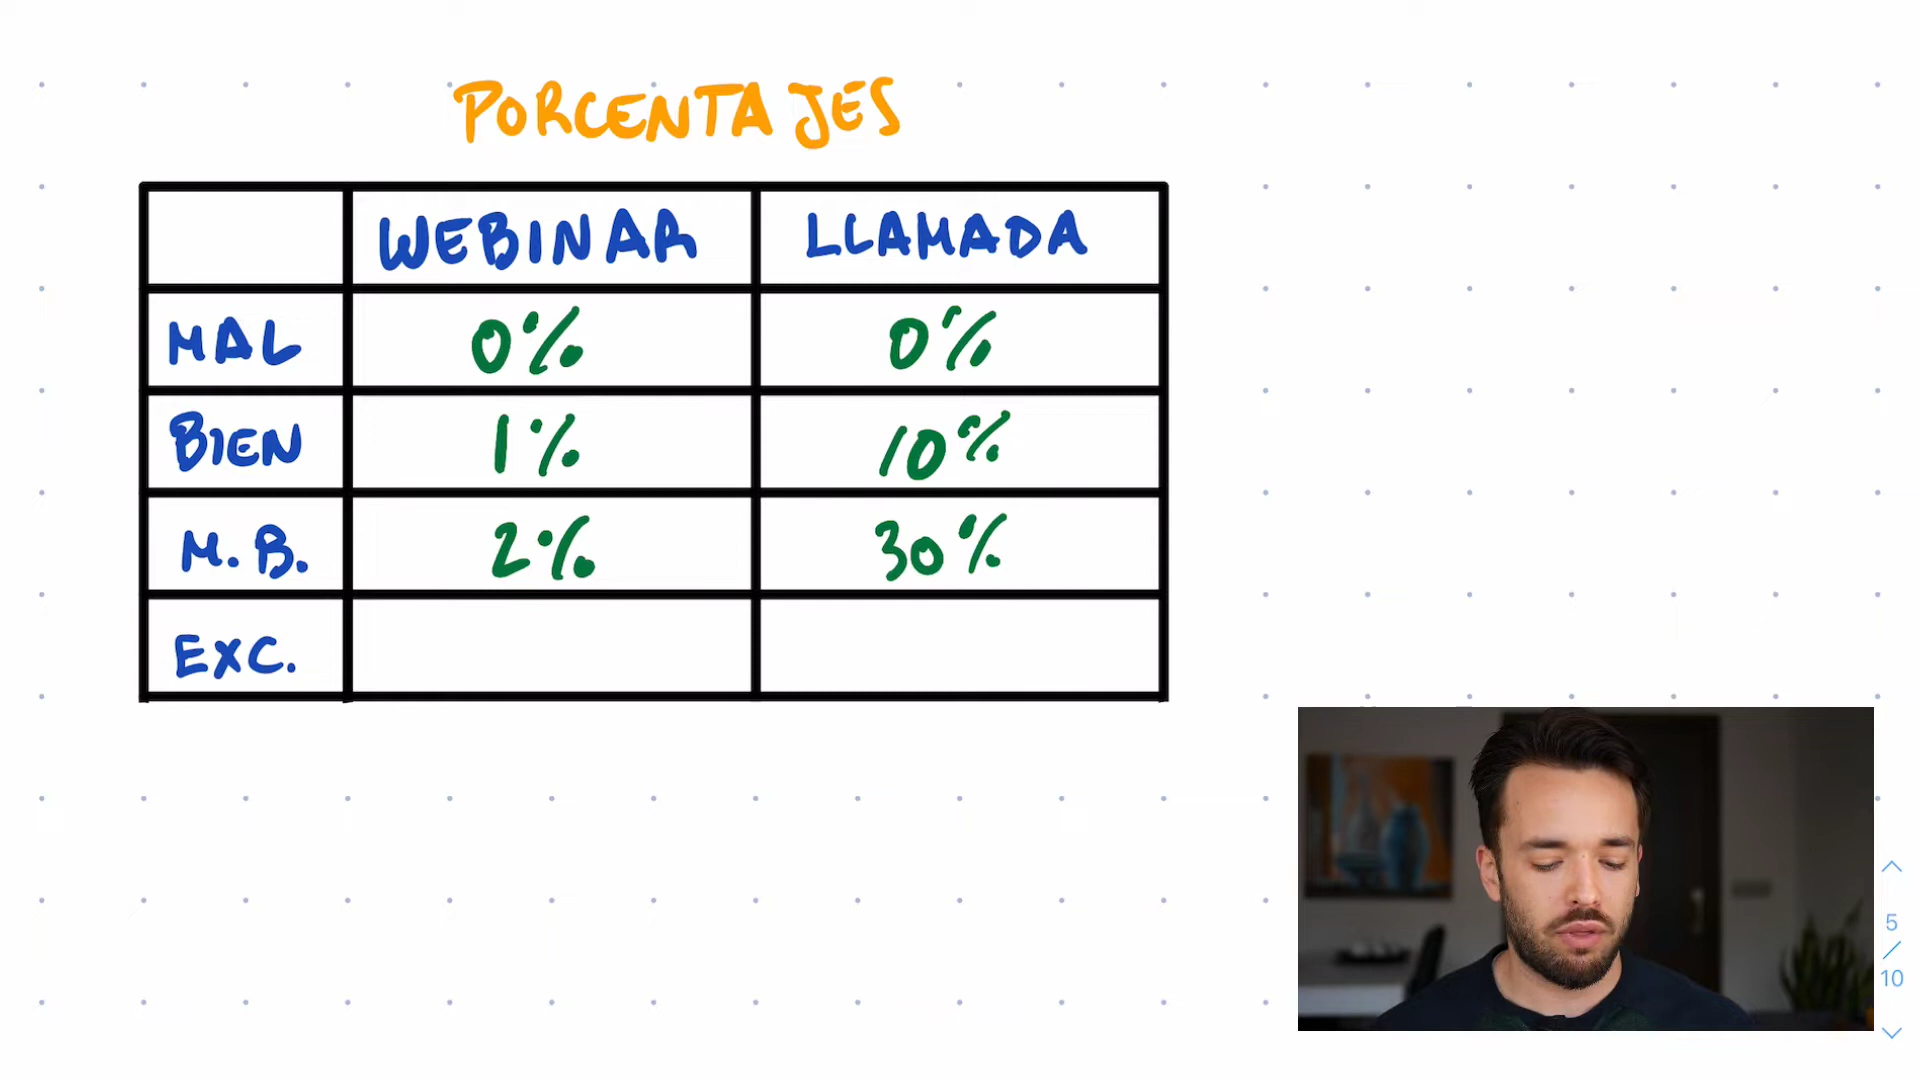 PORCENTAJES
WEBINAR LLAMADA
MAL 0% 0%
BIEN 1% 10%
M.B. 2% 30%
EXC.
5
/
10